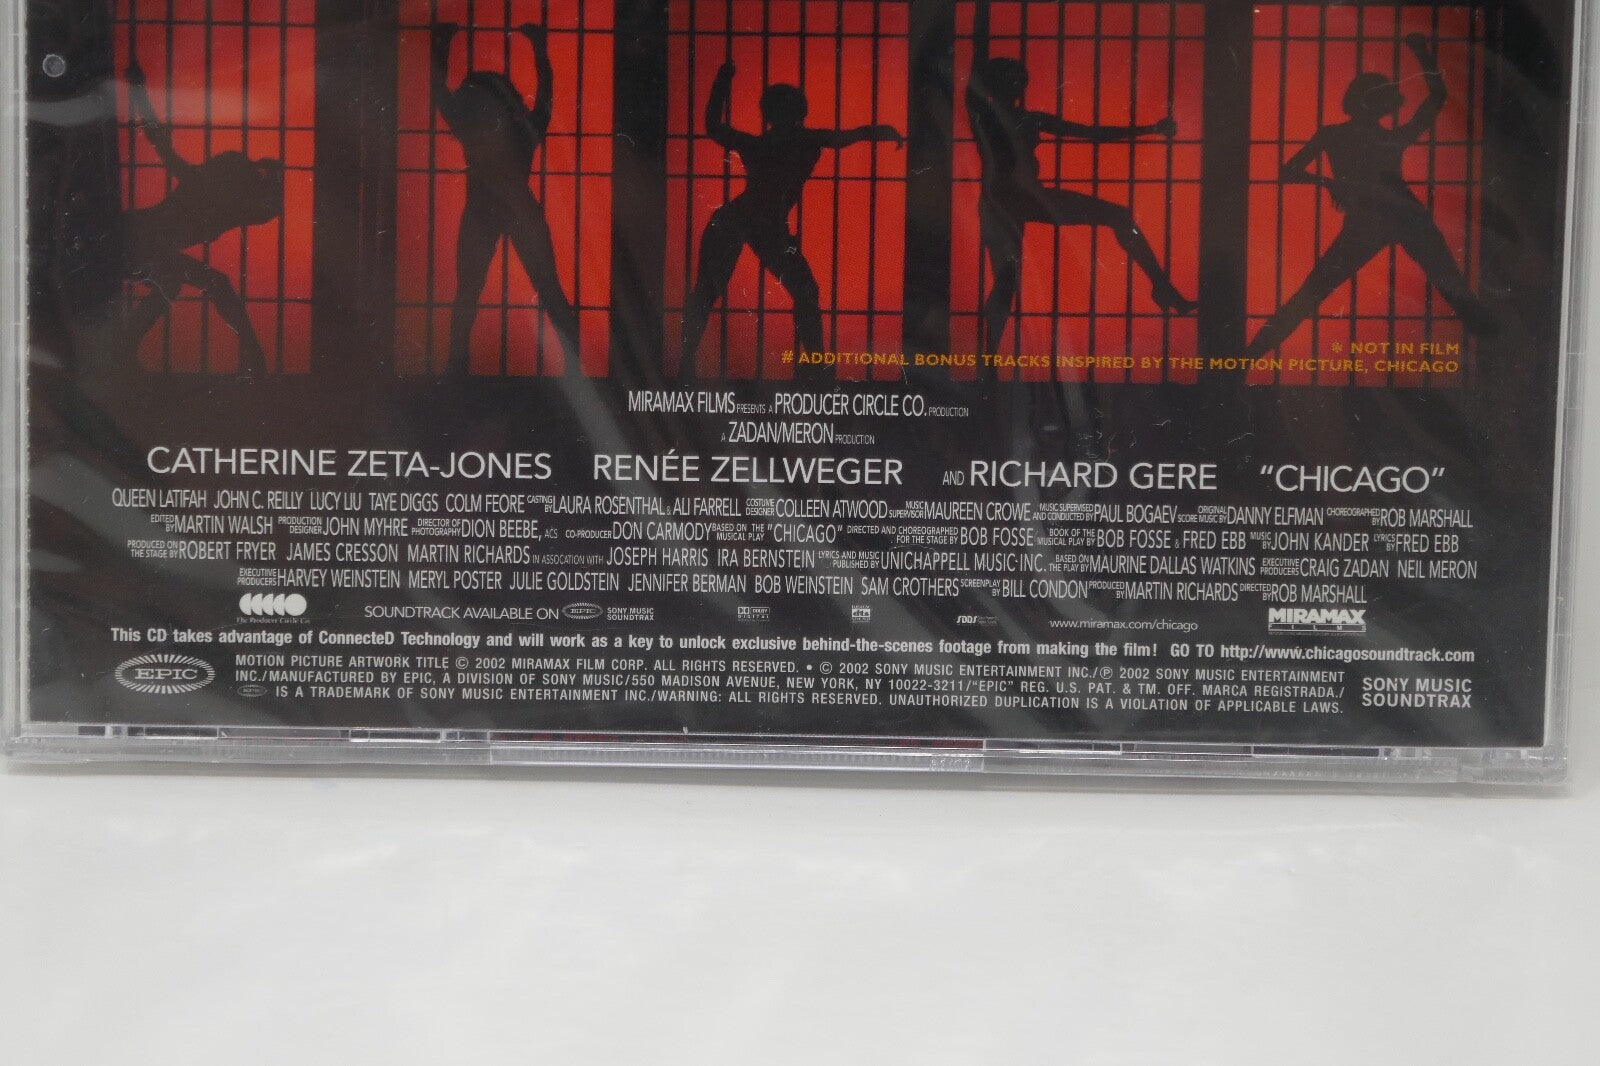 * NOT IN FILM
# ADDITIONAL BONUS TRACKS INSPIRED BY THE MOTION PICTURE, CHICAGO
MIRAMAX FILMS PRESENTS A PRODUCER CIRCLE CO. PRODUCTION
A ZADAN/MERON PRODUCTION
CATHERINE ZETA-JONES RENÉE ZELLWEGER AND RICHARD GERE “CHICAGO”
QUEEN LATIFAH JOHN C. REILLY LUCY LIU TAYE DIGGS COLM FEORE CASTING BY LAURA ROSENTHAL & ALI FARRELL COSTUME DESIGNER COLLEEN ATWOOD MUSIC SUPERVISOR MAUREEN CROWE MUSIC SUPERVISED AND CONDUCTED BY PAUL BOGAEV ORIGINAL SCORE MUSIC BY DANNY ELFMAN CHOREOGRAPHED BY ROB MARSHALL
EDITED BY MARTIN WALSH PRODUCTION DESIGNER JOHN MYHRE DIRECTOR OF PHOTOGRAPHY DION BEEBE, ACS CO-PRODUCER DON CARMODY BASED ON THE MUSICAL PLAY "CHICAGO" DIRECTED AND CHOREOGRAPHED FOR THE STAGE BY BOB FOSSE BOOK OF THE MUSICAL PLAY BY BOB FOSSE & FRED EBB MUSIC BY JOHN KANDER LYRICS BY FRED EBB
PRODUCED ON THE STAGE BY ROBERT FRYER JAMES CRESSON MARTIN RICHARDS IN ASSOCATION WITH JOSEPH HARRIS IRA BERNSTEIN LYRICS AND MUSIC PUBLISHED BY UNICHAPPELL MUSIC INC. BASED ON THE PLAY BY MAURINE DALLAS WATKINS EXECUTIVE PRODUCERS CRAIG ZADAN NEIL MERON
EXECUTIVE PRODUCERS HARVEY WEINSTEIN MERYL POSTER JULIE GOLDSTEIN JENNIFER BERMAN BOB WEINSTEIN SAM CROTHERS SCREENPLAY BY BILL CONDON PRODUCED BY MARTIN RICHARDS DIRECTED BY ROB MARSHALL
The Producer Circle Co. SOUNDTRACK AVAILABLE ON EPIC SONY MUSIC SOUNDTRAX DOLBY DIGITAL dts SDDS www.miramax.com/chicago MIRAMAX FILMS
This CD takes advantage of ConnecteD Technology and will work as a key to unlock exclusive behind-the-scenes footage from making the film! GO TO http://www.chicagosoundtrack.com
EPIC
MOTION PICTURE ARTWORK TITLE © 2002 MIRAMAX FILM CORP. ALL RIGHTS RESERVED. • © 2002 SONY MUSIC ENTERTAINMENT INC./℗ 2002 SONY MUSIC ENTERTAINMENT
INC./MANUFACTURED BY EPIC, A DIVISION OF SONY MUSIC/550 MADISON AVENUE, NEW YORK, NY 10022-3211/"EPIC" REG. U.S. PAT. & TM. OFF. MARCA REGISTRADA./
EPIC IS A TRADEMARK OF SONY MUSIC ENTERTAINMENT INC./WARNING: ALL RIGHTS RESERVED. UNAUTHORIZED DUPLICATION IS A VIOLATION OF APPLICABLE LAWS.
SONY MUSIC
SOUNDTRAX